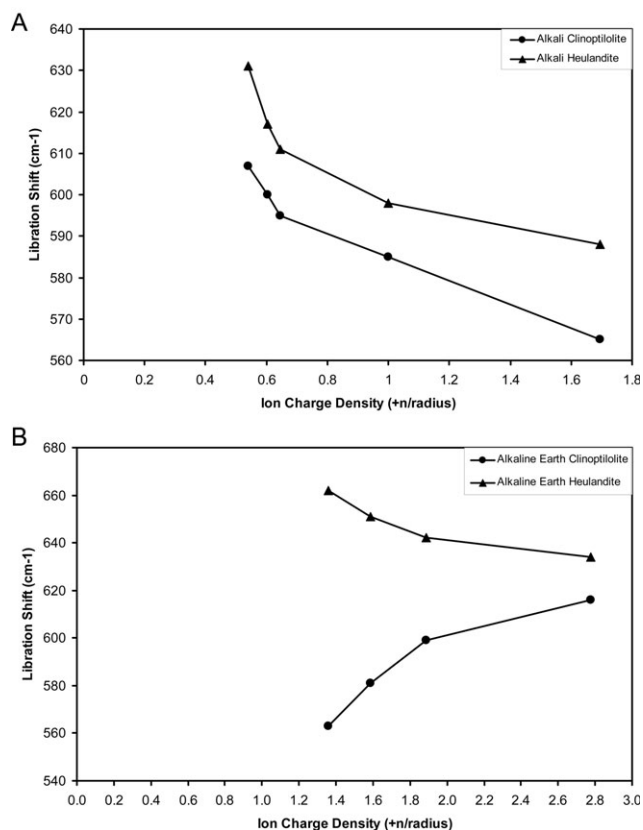 A
Alkali Clinoptilolite
Alkali Heulandite
Libration Shift (cm-1)
640
630
620
610
600
590
580
570
560
0 0.2 0.4 0.6 0.8 1 1.2 1.4 1.6 1.8
Ion Charge Density (+n/radius)
B
Alkaline Earth Clinoptilolite
Alkaline Earth Heulandite
Libration Shift (cm-1)
680
660
640
620
600
580
560
540
0.0 0.2 0.4 0.6 0.8 1.0 1.2 1.4 1.6 1.8 2.0 2.2 2.4 2.6 2.8 3.0
Ion Charge Density (+n/radius)